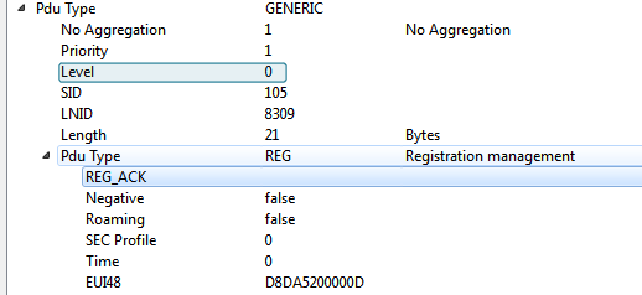 Pdu Type GENERIC
No Aggregation 1 No Aggregation
Priority 1
Level 0
SID 105
LNID 8309
Length 21 Bytes
Pdu Type REG Registration management
REG_ACK
Negative false
Roaming false
SEC Profile 0
Time 0
EUI48 D8DA5200000D